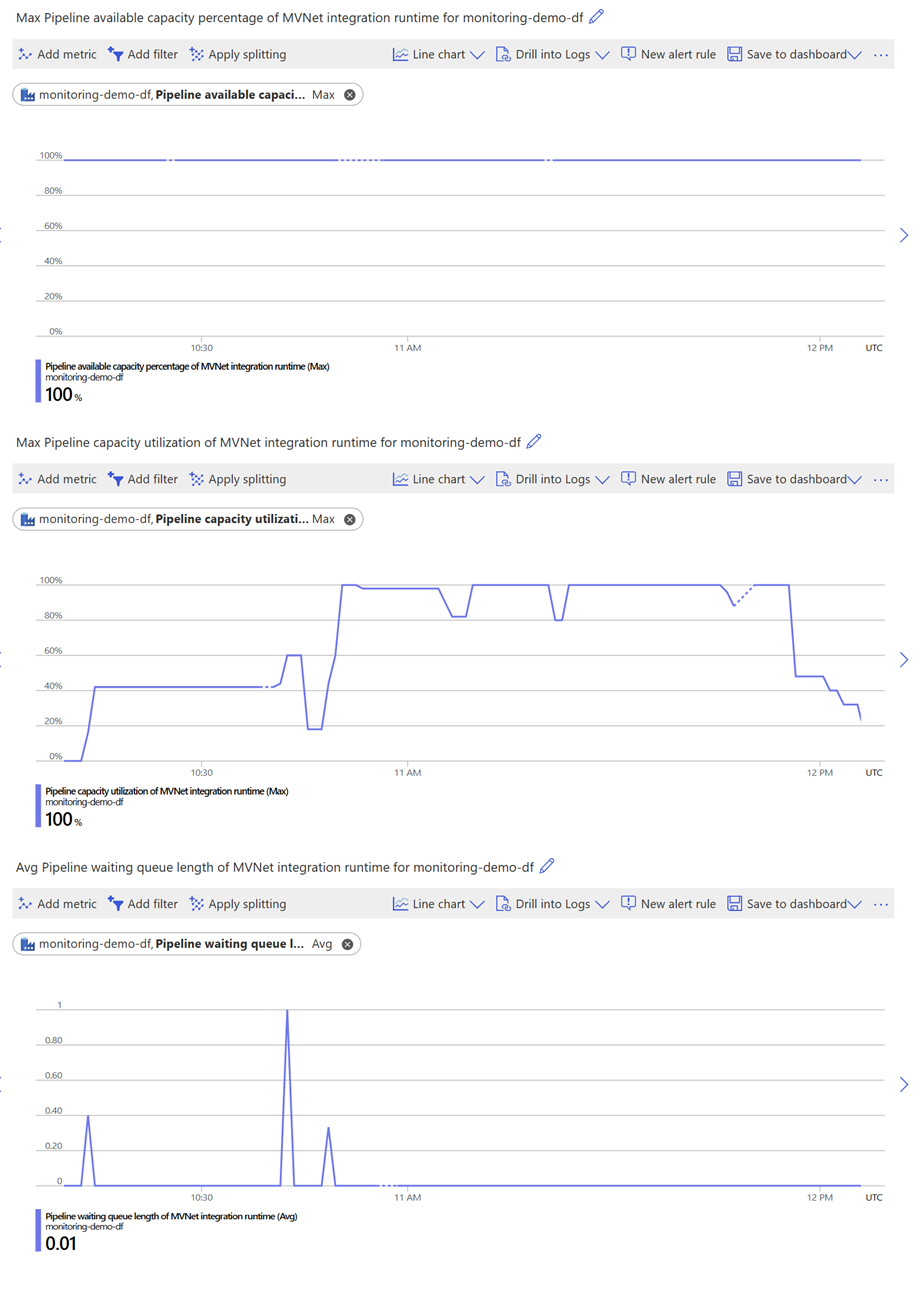 Max Pipeline available capacity percentage of MVNet integration runtime for monitoring-demo-df
Add metric Add filter Apply splitting Line chart Drill into Logs New alert rule Save to dashboard ...
monitoring-demo-df, Pipeline available capaci... Max
100%
80%
60%
40%
20%
0%
10:30 11 AM 12 PM UTC
Pipeline available capacity percentage of MVNet integration runtime (Max)
monitoring-demo-df
100 %
Max Pipeline capacity utilization of MVNet integration runtime for monitoring-demo-df
Add metric Add filter Apply splitting Line chart Drill into Logs New alert rule Save to dashboard ...
monitoring-demo-df, Pipeline capacity utilizati... Max
100%
80%
60%
40%
20%
0%
10:30 11 AM 12 PM UTC
Pipeline capacity utilization of MVNet integration runtime (Max)
monitoring-demo-df
100 %
Avg Pipeline waiting queue length of MVNet integration runtime for monitoring-demo-df
Add metric Add filter Apply splitting Line chart Drill into Logs New alert rule Save to dashboard ...
monitoring-demo-df, Pipeline waiting queue l... Avg
1
0.80
0.60
0.40
0.20
0
10:30 11 AM 12 PM UTC
Pipeline waiting queue length of MVNet integration runtime (Avg)
monitoring-demo-df
0.01